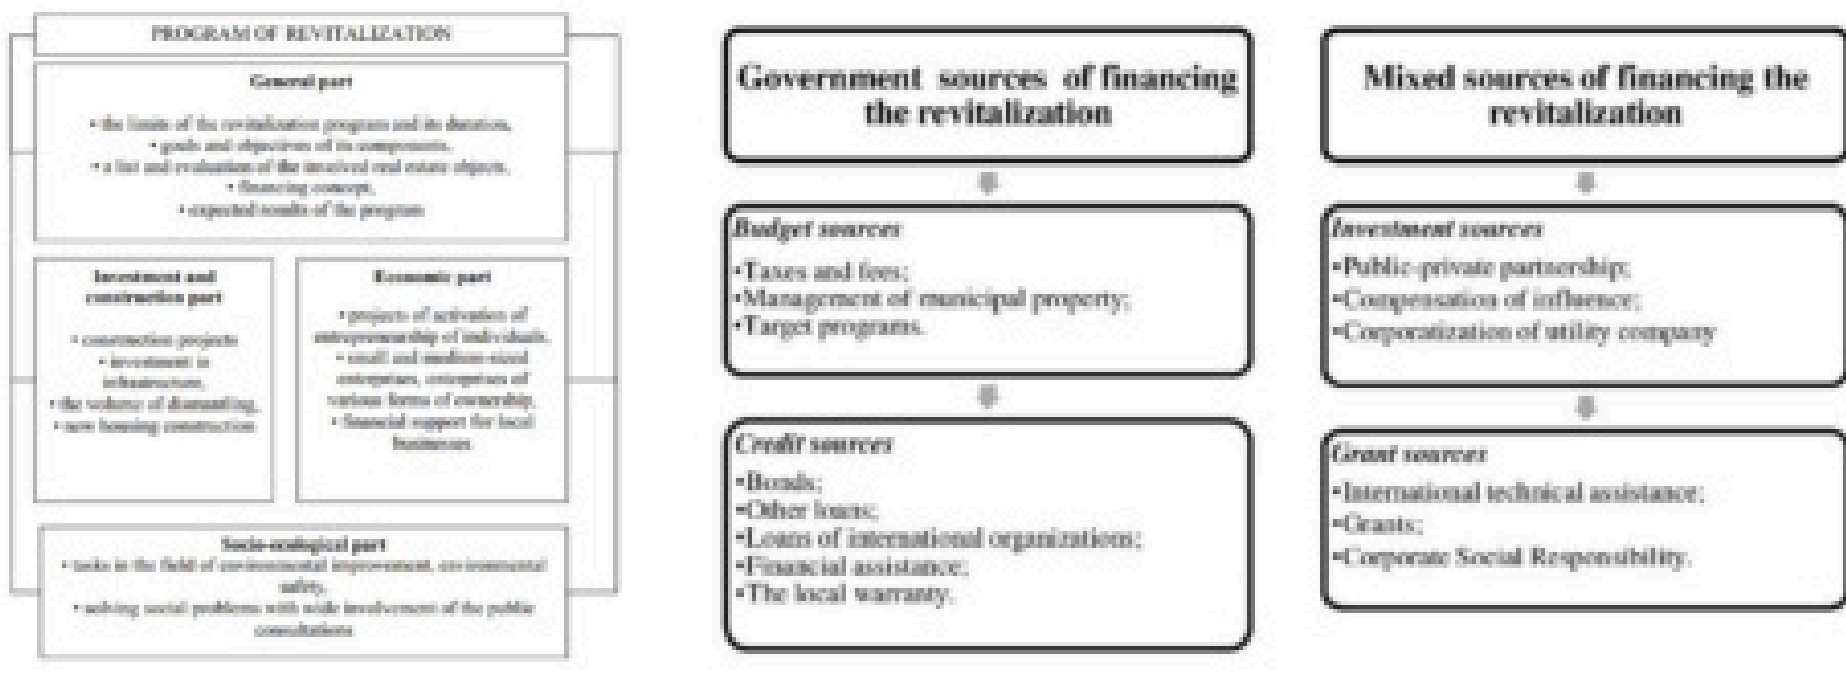 PROGRAM OF REVITALIZATION
General part
• the limits of the revitalization program and its duration,
• goals and objectives of its components,
• a list and evaluation of the involved real estate objects,
• financing concept,
• expected results of the program
Investment and
construction part
• construction projects
• investment in
infrastructure,
• the volume of dismantling,
• new housing construction
Economic part
• projects of activation of
entrepreneurship of individuals,
• small and medium-sized
enterprises, enterprises of
various forms of ownership,
• financial support for local
businesses
Socio-ecological part
• tasks in the field of environmental improvement, environmental
safety,
• solving social problems with wide involvement of the public
consultations
Government sources of financing
the revitalization
Budget sources
•Taxes and fees;
•Management of municipal property;
•Target programs.
Credit sources
•Bonds;
•Other loans;
•Loans of international organizations;
•Financial assistance;
•The local warranty.
Mixed sources of financing the
revitalization
Investment sources
•Public-private partnership;
•Compensation of influence;
•Corporatization of utility company
Grant sources
•International technical assistance;
•Grants;
•Corporate Social Responsibility.